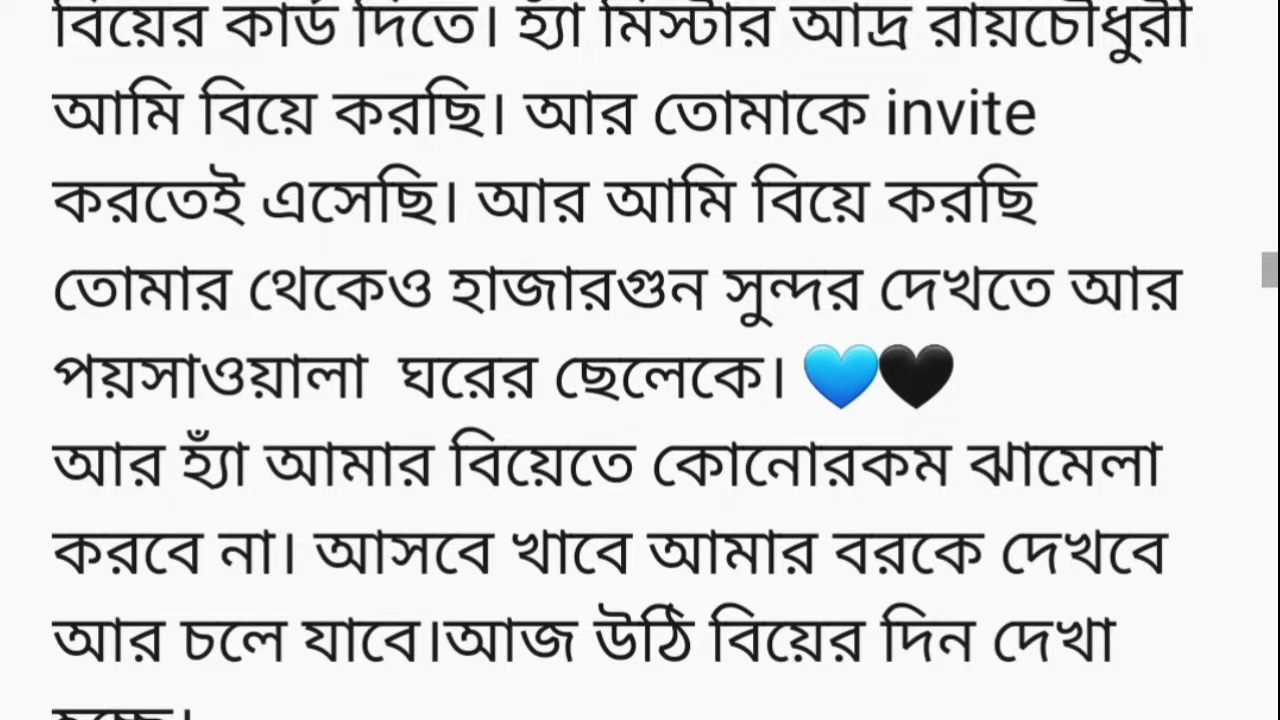 বিয়ের কার্ড দিতে। হ্যাঁ মিস্টার আদ্র রায়চৌধুরী
আমি বিয়ে করছি। আর তোমাকে invite
করতেই এসেছি। আর আমি বিয়ে করছি
তোমার থেকেও হাজারগুন সুন্দর দেখতে আর
পয়সাওয়ালা  ঘরের ছেলেকে। 💙🖤
আর হ্যাঁ আমার বিয়েতে কোনোরকম ঝামেলা
করবে না। আসবে খাবে আমার বরকে দেখবে
আর চলে যাবে।আজ উঠি বিয়ের দিন দেখা